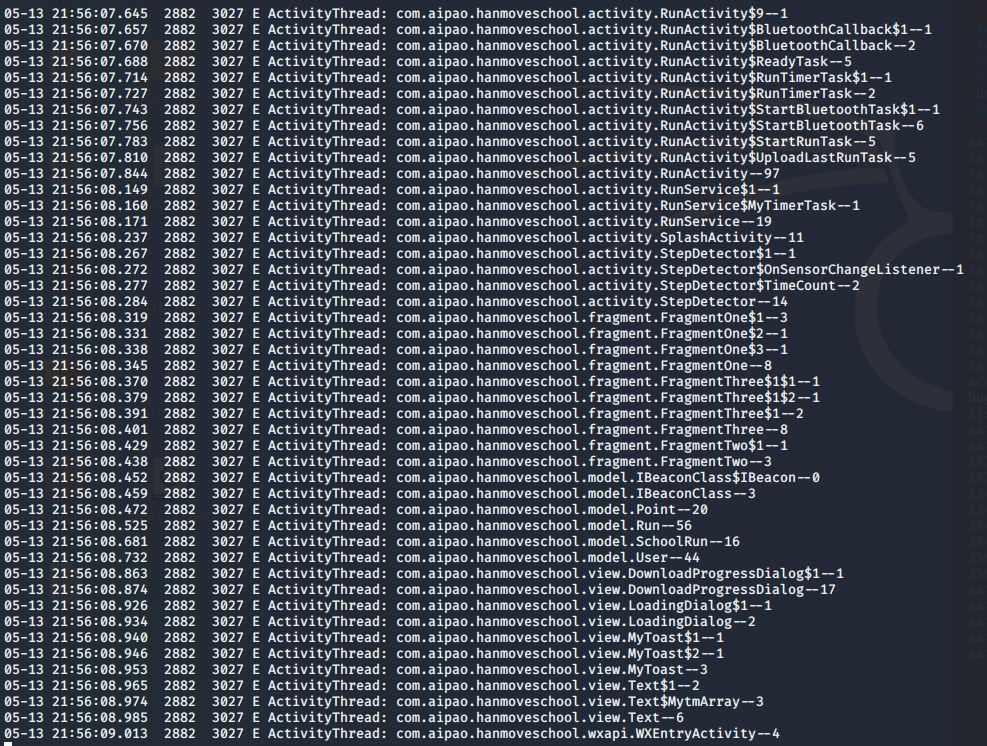 05-13 21:56:07.645  2882  3027 E ActivityThread: com.aipao.hanmoveschool.activity.RunActivity$9--1
05-13 21:56:07.657  2882  3027 E ActivityThread: com.aipao.hanmoveschool.activity.RunActivity$BluetoothCallback$1--1
05-13 21:56:07.670  2882  3027 E ActivityThread: com.aipao.hanmoveschool.activity.RunActivity$BluetoothCallback--2
05-13 21:56:07.688  2882  3027 E ActivityThread: com.aipao.hanmoveschool.activity.RunActivity$ReadyTask--5
05-13 21:56:07.714  2882  3027 E ActivityThread: com.aipao.hanmoveschool.activity.RunActivity$RunTimerTask$1--1
05-13 21:56:07.727  2882  3027 E ActivityThread: com.aipao.hanmoveschool.activity.RunActivity$RunTimerTask--2
05-13 21:56:07.743  2882  3027 E ActivityThread: com.aipao.hanmoveschool.activity.RunActivity$StartBluetoothTask$1--1
05-13 21:56:07.756  2882  3027 E ActivityThread: com.aipao.hanmoveschool.activity.RunActivity$StartBluetoothTask--6
05-13 21:56:07.783  2882  3027 E ActivityThread: com.aipao.hanmoveschool.activity.RunActivity$StartRunTask--5
05-13 21:56:07.810  2882  3027 E ActivityThread: com.aipao.hanmoveschool.activity.RunActivity$UploadLastRunTask--5
05-13 21:56:07.844  2882  3027 E ActivityThread: com.aipao.hanmoveschool.activity.RunActivity--97
05-13 21:56:08.149  2882  3027 E ActivityThread: com.aipao.hanmoveschool.activity.RunService$1--1
05-13 21:56:08.160  2882  3027 E ActivityThread: com.aipao.hanmoveschool.activity.RunService$MyTimerTask--1
05-13 21:56:08.171  2882  3027 E ActivityThread: com.aipao.hanmoveschool.activity.RunService--19
05-13 21:56:08.237  2882  3027 E ActivityThread: com.aipao.hanmoveschool.activity.SplashActivity--11
05-13 21:56:08.267  2882  3027 E ActivityThread: com.aipao.hanmoveschool.activity.StepDetector$1--1
05-13 21:56:08.272  2882  3027 E ActivityThread: com.aipao.hanmoveschool.activity.StepDetector$OnSensorChangeListener--1
05-13 21:56:08.277  2882  3027 E ActivityThread: com.aipao.hanmoveschool.activity.StepDetector$TimeCount--2
05-13 21:56:08.284  2882  3027 E ActivityThread: com.aipao.hanmoveschool.activity.StepDetector--14
05-13 21:56:08.319  2882  3027 E ActivityThread: com.aipao.hanmoveschool.fragment.FragmentOne$1--3
05-13 21:56:08.331  2882  3027 E ActivityThread: com.aipao.hanmoveschool.fragment.FragmentOne$2--1
05-13 21:56:08.338  2882  3027 E ActivityThread: com.aipao.hanmoveschool.fragment.FragmentOne$3--1
05-13 21:56:08.345  2882  3027 E ActivityThread: com.aipao.hanmoveschool.fragment.FragmentOne--8
05-13 21:56:08.370  2882  3027 E ActivityThread: com.aipao.hanmoveschool.fragment.FragmentThree$1$1--1
05-13 21:56:08.379  2882  3027 E ActivityThread: com.aipao.hanmoveschool.fragment.FragmentThree$1$2--1
05-13 21:56:08.391  2882  3027 E ActivityThread: com.aipao.hanmoveschool.fragment.FragmentThree$1--2
05-13 21:56:08.401  2882  3027 E ActivityThread: com.aipao.hanmoveschool.fragment.FragmentThree--8
05-13 21:56:08.429  2882  3027 E ActivityThread: com.aipao.hanmoveschool.fragment.FragmentTwo$1--1
05-13 21:56:08.438  2882  3027 E ActivityThread: com.aipao.hanmoveschool.fragment.FragmentTwo--3
05-13 21:56:08.452  2882  3027 E ActivityThread: com.aipao.hanmoveschool.model.IBeaconClass$IBeacon--0
05-13 21:56:08.459  2882  3027 E ActivityThread: com.aipao.hanmoveschool.model.IBeaconClass--3
05-13 21:56:08.472  2882  3027 E ActivityThread: com.aipao.hanmoveschool.model.Point--20
05-13 21:56:08.525  2882  3027 E ActivityThread: com.aipao.hanmoveschool.model.Run--56
05-13 21:56:08.681  2882  3027 E ActivityThread: com.aipao.hanmoveschool.model.SchoolRun--16
05-13 21:56:08.732  2882  3027 E ActivityThread: com.aipao.hanmoveschool.model.User--44
05-13 21:56:08.863  2882  3027 E ActivityThread: com.aipao.hanmoveschool.view.DownloadProgressDialog$1--1
05-13 21:56:08.874  2882  3027 E ActivityThread: com.aipao.hanmoveschool.view.DownloadProgressDialog--17
05-13 21:56:08.926  2882  3027 E ActivityThread: com.aipao.hanmoveschool.view.LoadingDialog$1--1
05-13 21:56:08.934  2882  3027 E ActivityThread: com.aipao.hanmoveschool.view.LoadingDialog--2
05-13 21:56:08.940  2882  3027 E ActivityThread: com.aipao.hanmoveschool.view.MyToast$1--1
05-13 21:56:08.946  2882  3027 E ActivityThread: com.aipao.hanmoveschool.view.MyToast$2--1
05-13 21:56:08.953  2882  3027 E ActivityThread: com.aipao.hanmoveschool.view.MyToast--3
05-13 21:56:08.965  2882  3027 E ActivityThread: com.aipao.hanmoveschool.view.Text$1--2
05-13 21:56:08.974  2882  3027 E ActivityThread: com.aipao.hanmoveschool.view.Text$MytmArray--3
05-13 21:56:08.985  2882  3027 E ActivityThread: com.aipao.hanmoveschool.view.Text--6
05-13 21:56:09.013  2882  3027 E ActivityThread: com.aipao.hanmoveschool.wxapi.WXEntryActivity--4